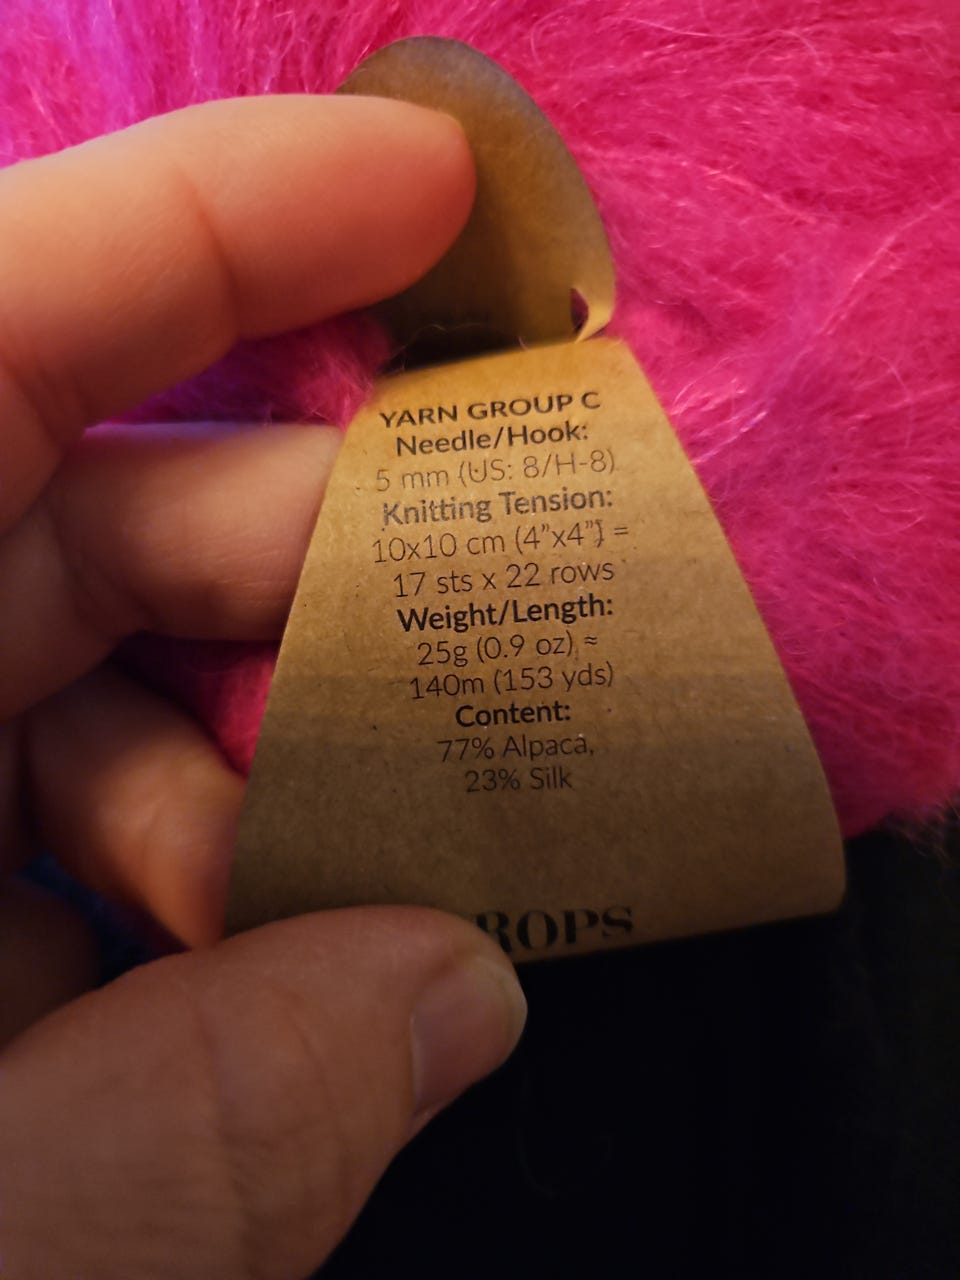 YARN GROUP C
Needle/Hook:
5 mm (US: 8/H-8)
Knitting Tension:
10x10 cm (4”x4”) =
17 sts x 22 rows
Weight/Length:
25g (0.9 oz) ≈
140m (153 yds)
Content:
77% Alpaca,
23% Silk
ROPS